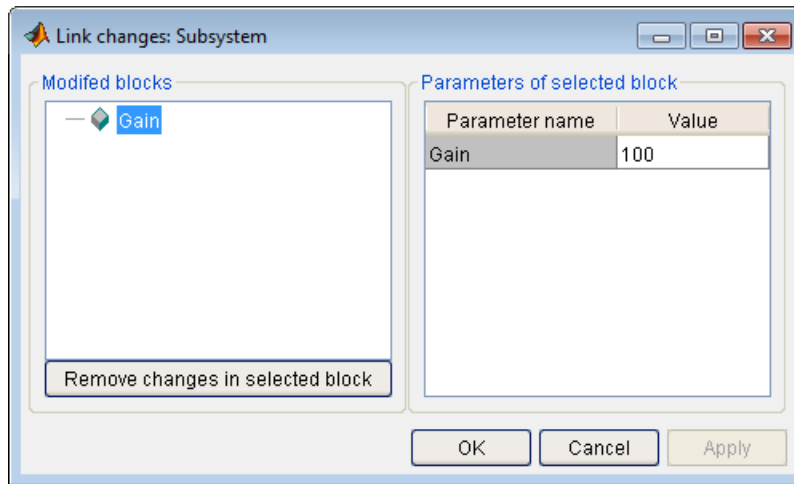 Link changes: Subsystem
Modifed blocks
Gain
Remove changes in selected block
Parameters of selected block
Parameter name Value
Gain 100
OK Cancel Apply